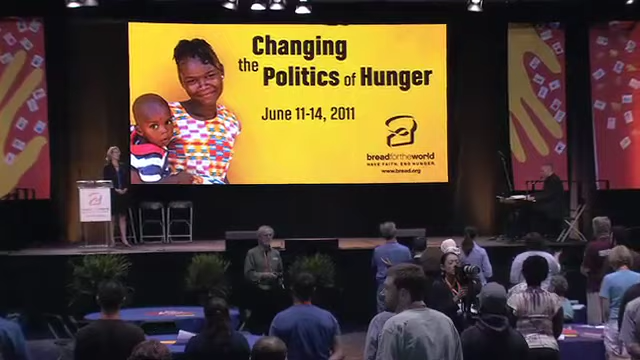 Changing
the Politics of Hunger
June 11-14, 2011
breadfortheworld
HAVE FAITH. END HUNGER.
www.bread.org